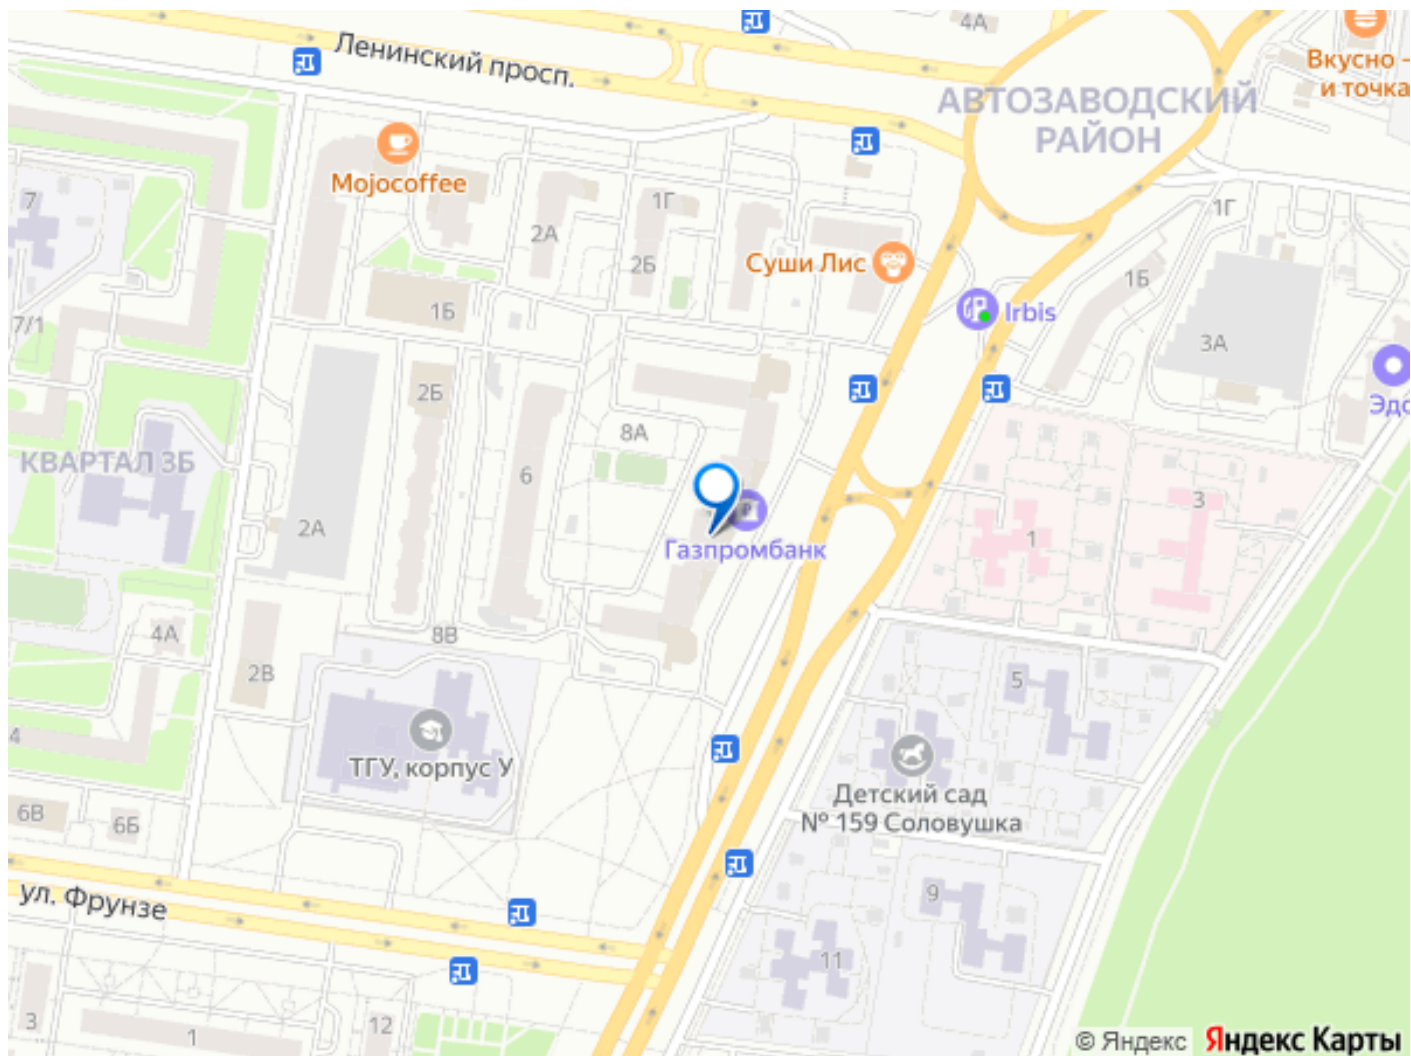 4А
Ленинский просп.
Вкусно –
и точка
АВТОЗАВОДСКИЙ
РАЙОН
Mojocoffee
7
1Г
1Г
2А
Суши Лис
2Б
1Б
1Б
Irbis
7/1
3А
2Б
Эдс
8А
КВАРТАЛ 3Б
6
3
2А
1
Газпромбанк
4А
8В
2В
5
4
ТГУ, корпус У
Детский сад
№ 159 Соловушка
6В
6Б
ул. Фрунзе
9
11
3
12
1
© Яндекс
Яндекс Карты